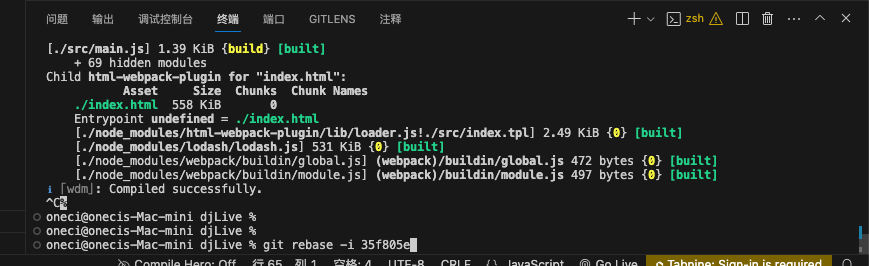 问题 输出 调试控制台 终端 端口 GITLENS 注释 zsh
[./src/main.js] 1.39 KiB {build} [built]
+ 69 hidden modules
Child html-webpack-plugin for "index.html":
Asset Size Chunks Chunk Names
./index.html 558 KiB 0
Entrypoint undefined = ./index.html
[./node_modules/html-webpack-plugin/lib/loader.js!./src/index.tpl] 2.49 KiB {0} [built]
[./node_modules/lodash/lodash.js] 531 KiB {0} [built]
[./node_modules/webpack/buildin/global.js] (webpack)/buildin/global.js 472 bytes {0} [built]
[./node_modules/webpack/buildin/module.js] (webpack)/buildin/module.js 497 bytes {0} [built]
ℹ ｢wdm｣: Compiled successfully.
^C%
oneci@onecis-Mac-mini djLive %
oneci@onecis-Mac-mini djLive %
oneci@onecis-Mac-mini djLive % git rebase -i 35f805e
Compile Hero: Off 行 65, 列 1 空格: 4 UTF-8 CRLF {} JavaScript Go Live Tabnine: Sign-in is required